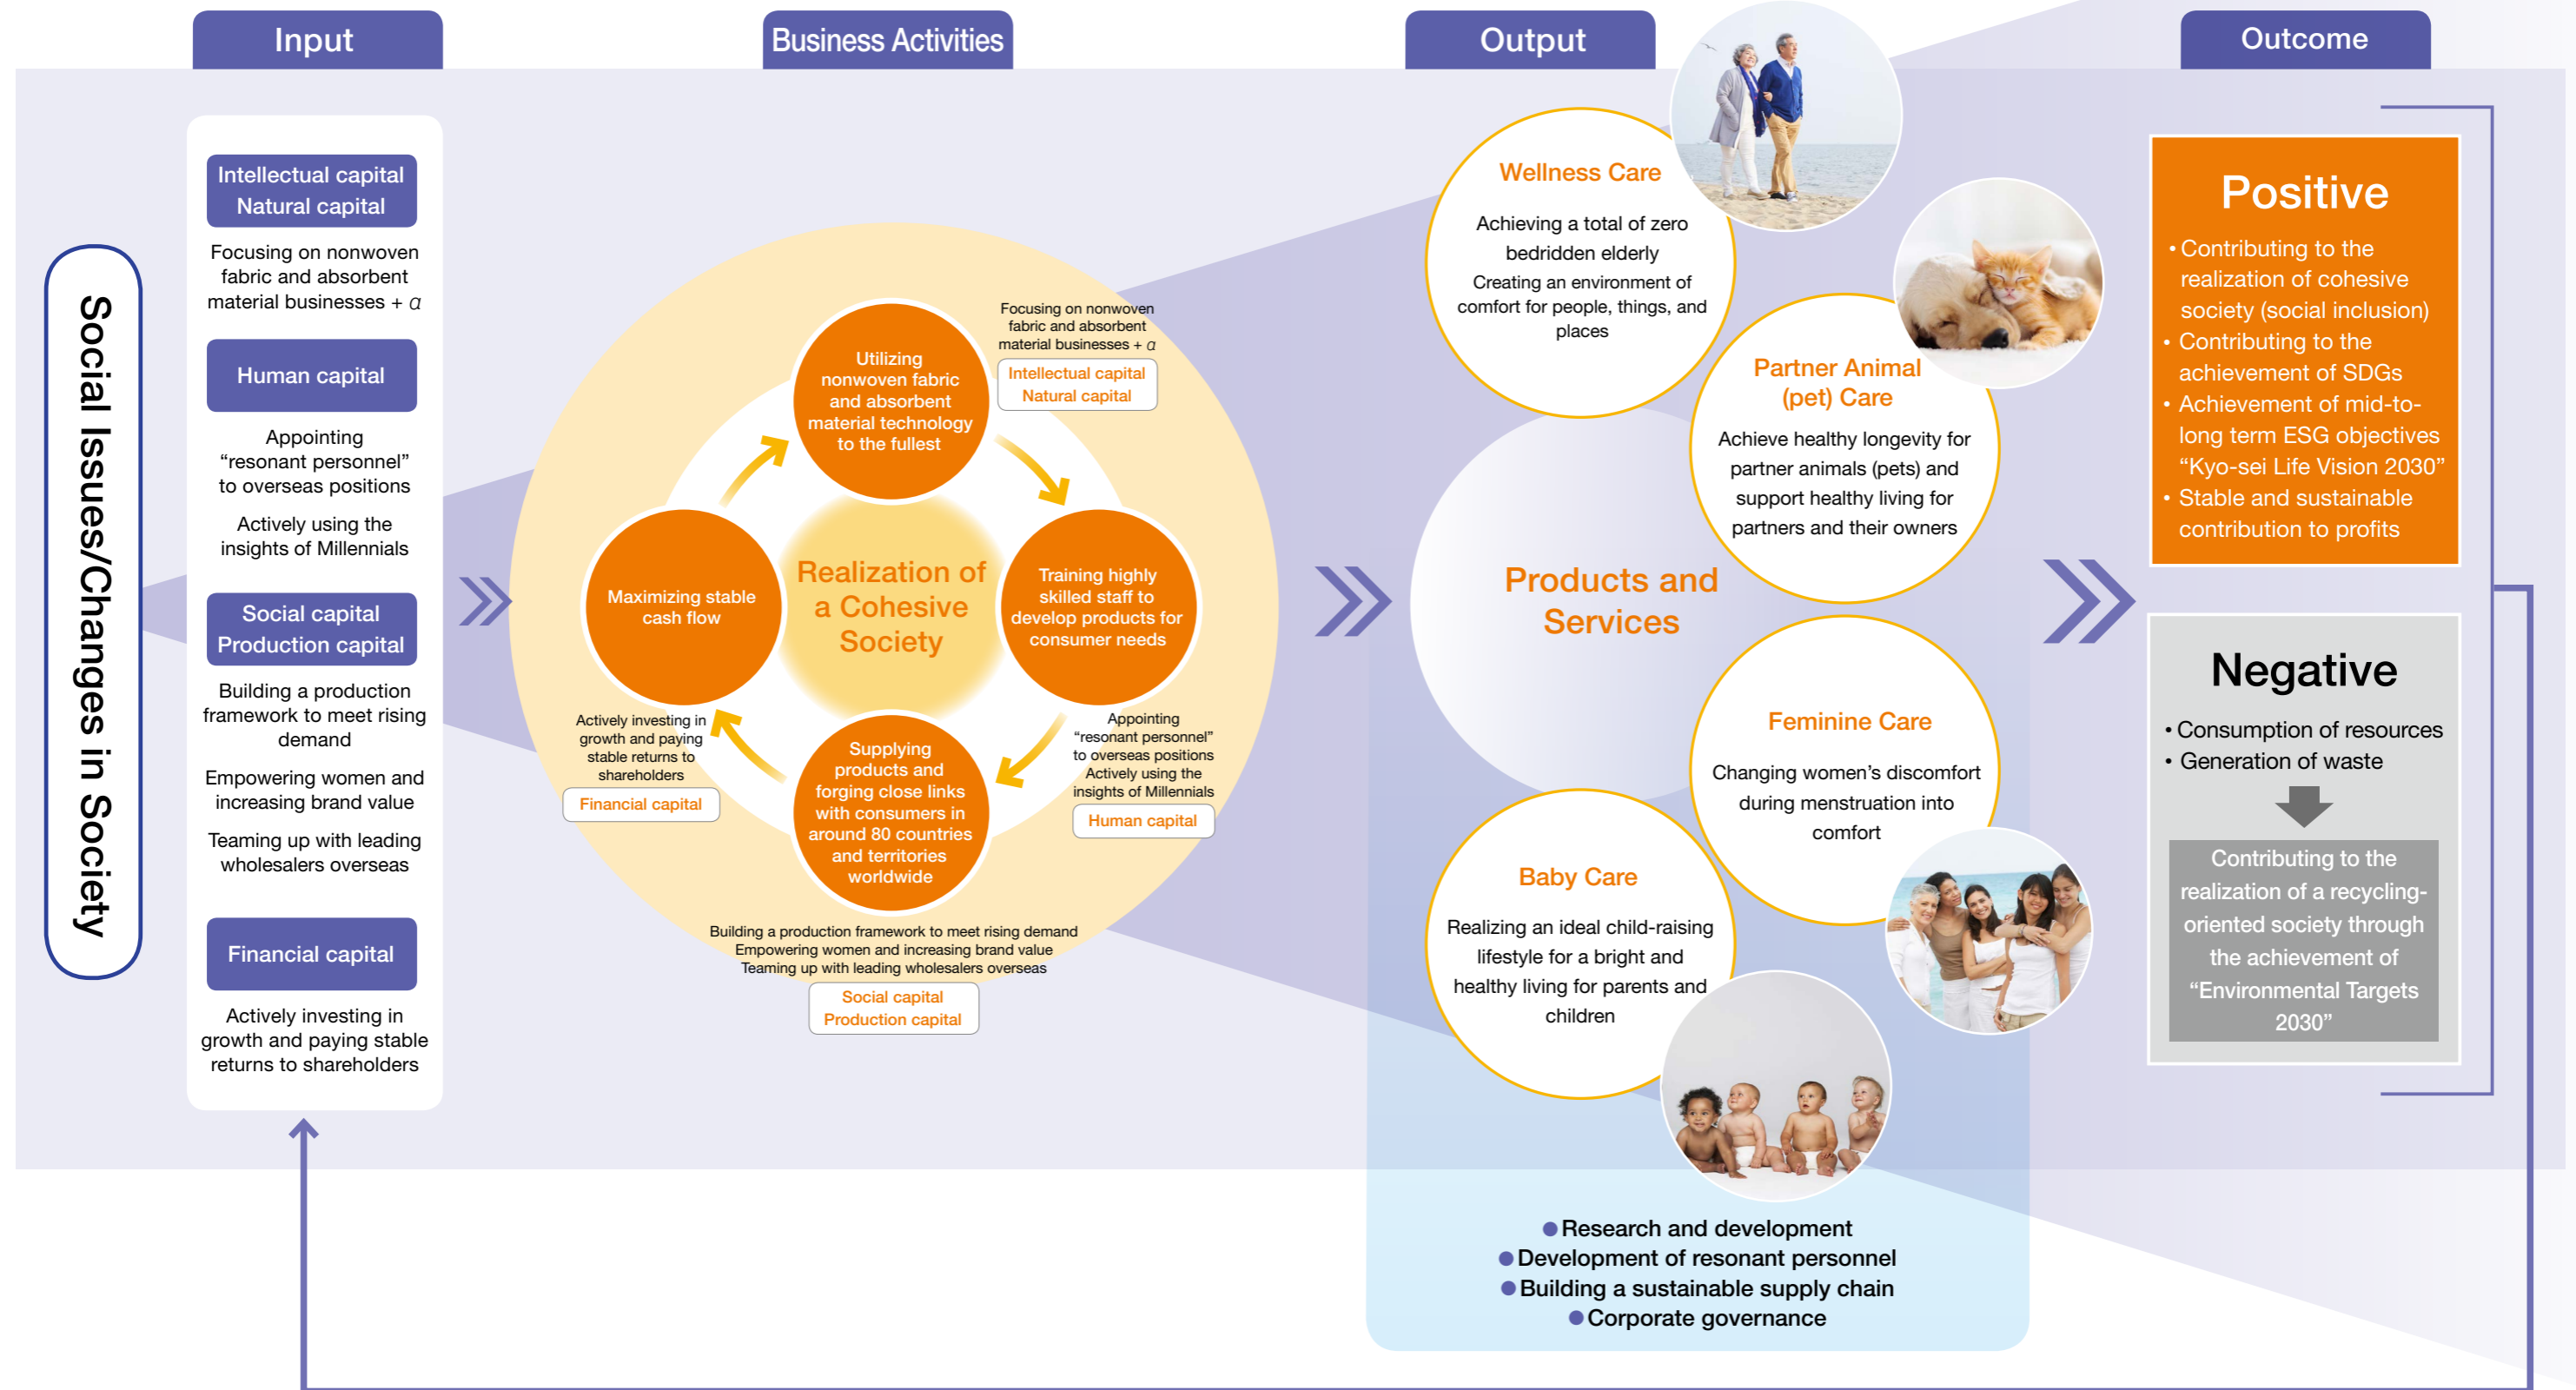 Input
Business Activities
Output
Outcome
Social Issues/Changes in Society
Intellectual capital
Natural capital
Focusing on nonwoven
fabric and absorbent
material businesses + α
Human capital
Appointing
“resonant personnel”
to overseas positions
Actively using the
insights of Millennials
Social capital
Production capital
Building a production
framework to meet rising
demand
Empowering women and
increasing brand value
Teaming up with leading
wholesalers overseas
Financial capital
Actively investing in
growth and paying stable
returns to shareholders
Utilizing
nonwoven fabric
and absorbent
material technology
to the fullest
Focusing on nonwoven
fabric and absorbent
material businesses + α
Intellectual capital
Natural capital
Training highly
skilled staff to
develop products for
consumer needs
Appointing
“resonant personnel”
to overseas positions
Actively using the
insights of Millennials
Human capital
Supplying
products and
forging close links
with consumers in
around 80 countries
and territories
worldwide
Building a production framework to meet rising demand
Empowering women and increasing brand value
Teaming up with leading wholesalers overseas
Social capital
Production capital
Maximizing stable
cash flow
Actively investing in
growth and paying
stable returns to
shareholders
Financial capital
Realization of
a Cohesive
Society
Products and
Services
Wellness Care
Achieving a total of zero
bedridden elderly
Creating an environment of
comfort for people, things, and
places
Partner Animal
(pet) Care
Achieve healthy longevity for
partner animals (pets) and
support healthy living for
partners and their owners
Feminine Care
Changing women’s discomfort
during menstruation into
comfort
Baby Care
Realizing an ideal child-raising
lifestyle for a bright and
healthy living for parents and
children
● Research and development
● Development of resonant personnel
● Building a sustainable supply chain
● Corporate governance
Positive
• Contributing to the
realization of cohesive
society (social inclusion)
• Contributing to the
achievement of SDGs
• Achievement of mid-to-
long term ESG objectives
“Kyo-sei Life Vision 2030”
• Stable and sustainable
contribution to profits
Negative
• Consumption of resources
• Generation of waste
Contributing to the
realization of a recycling-
oriented society through
the achievement of
“Environmental Targets
2030”